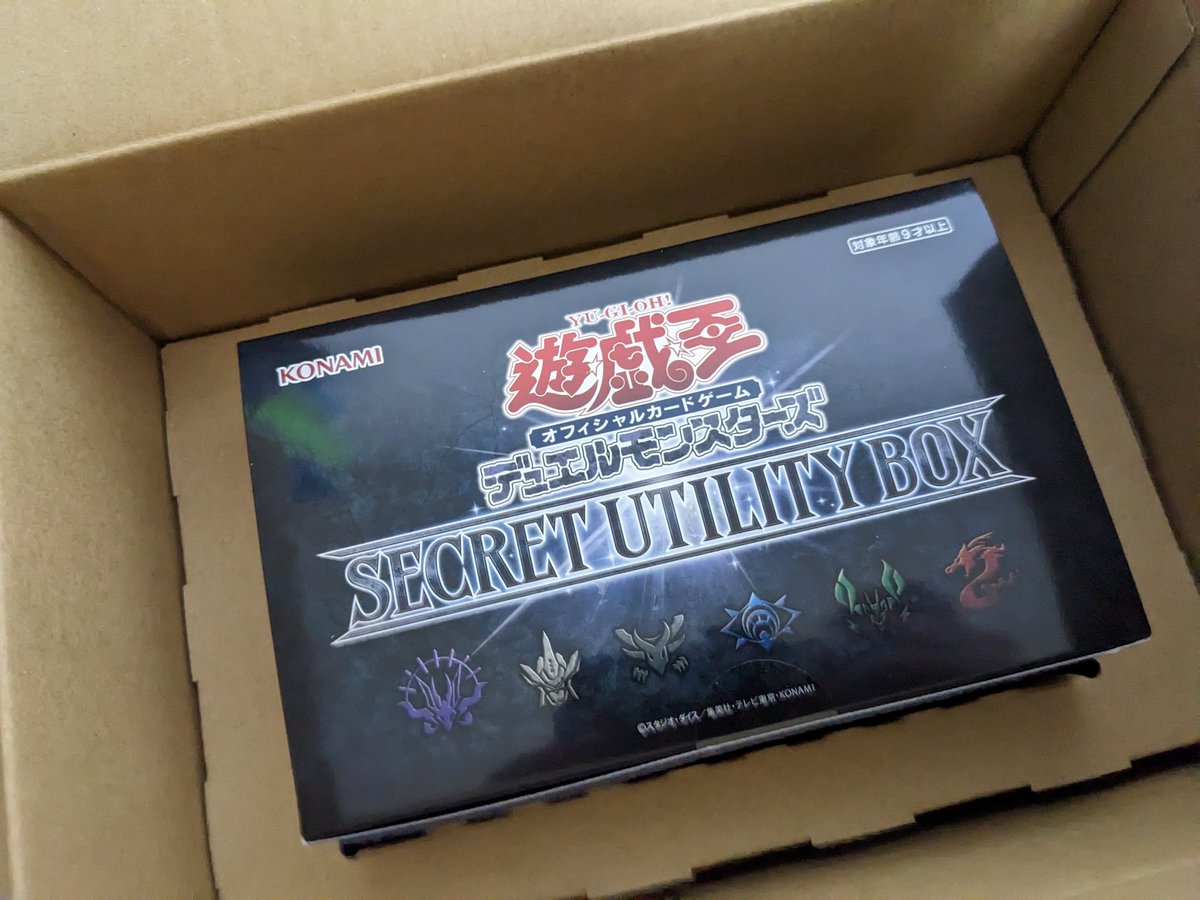 対象年齢9才以上
KONAMI
YU-GI-OH!
遊戯王
オフィシャルカードゲーム
デュエルモンスターズ
SECRET UTILITY BOX
©スタジオ・ダイス/集英社・テレビ東京・KONAMI